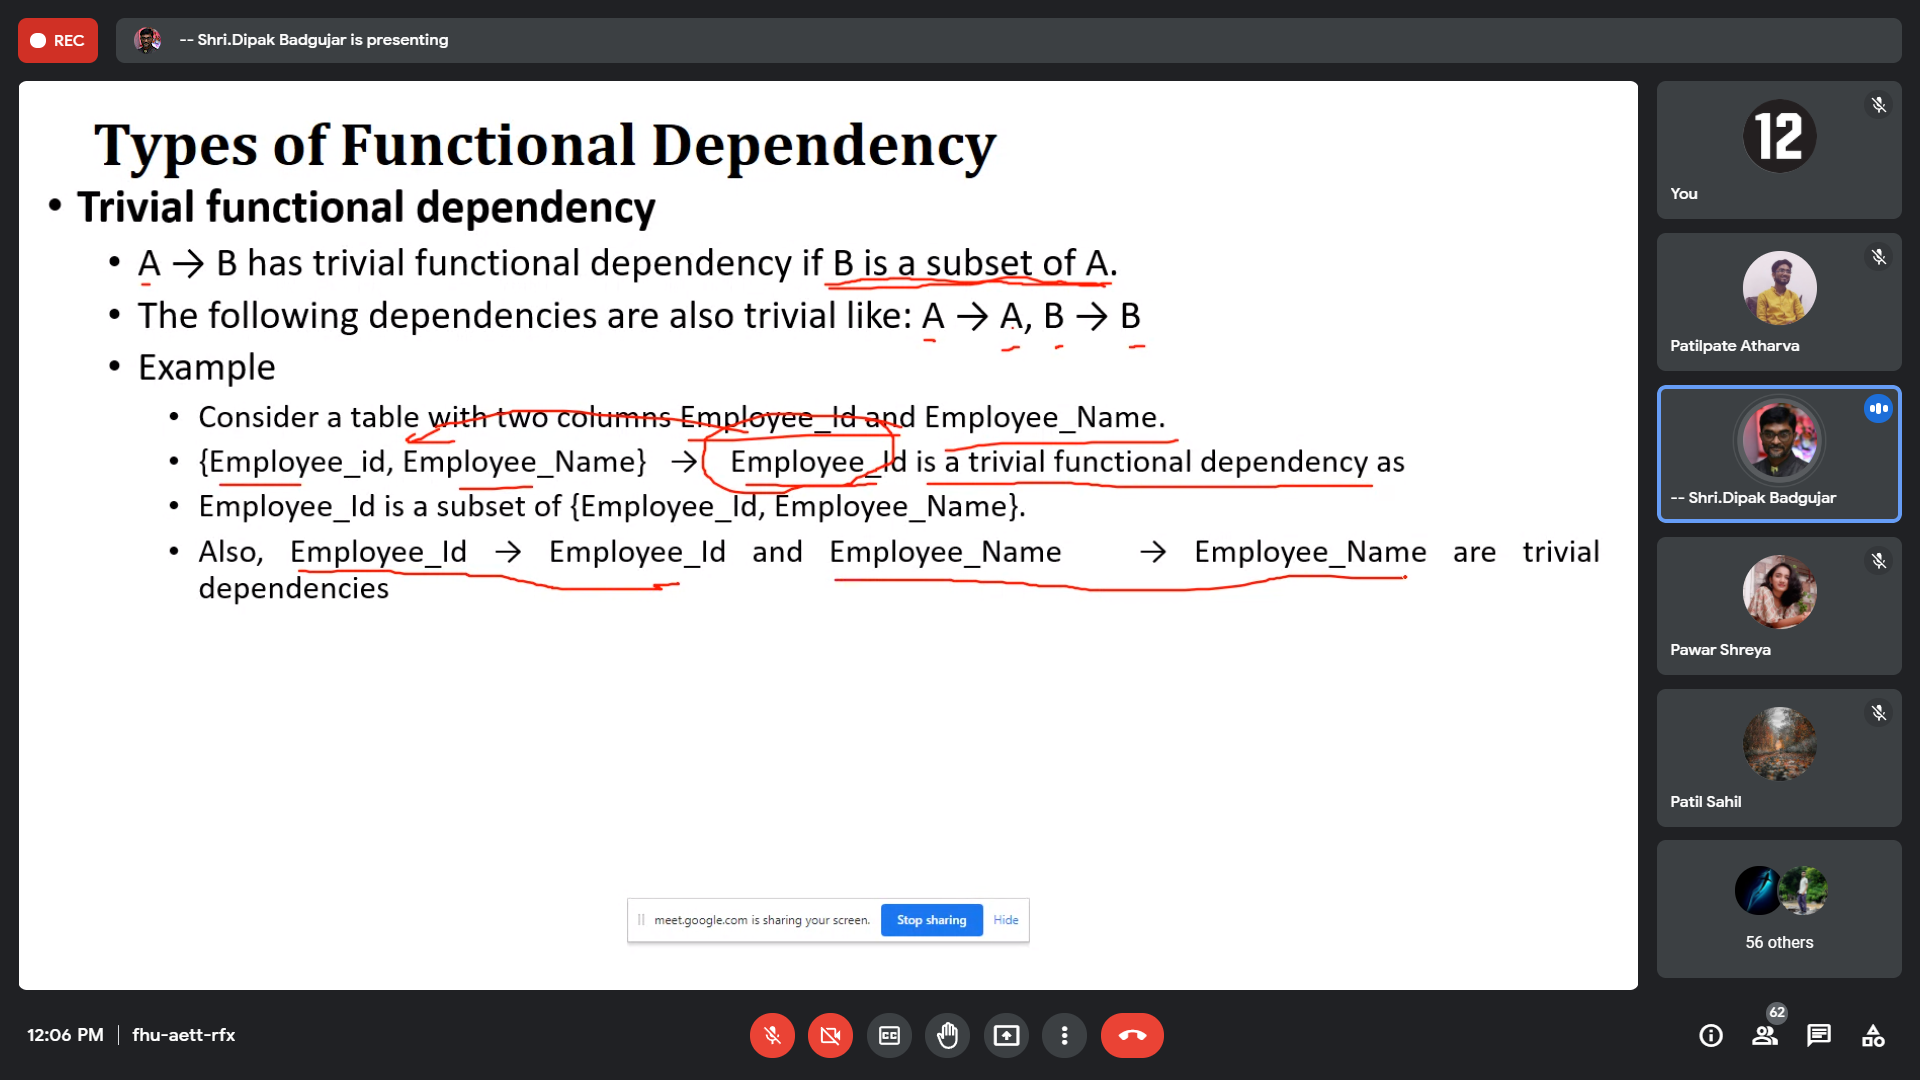 REC
-- Shri.Dipak Badgujar is presenting
Types of Functional Dependency
• Trivial functional dependency
• A → B has trivial functional dependency if B is a subset of A.
• The following dependencies are also trivial like: A → A, B → B
• Example
• Consider a table with two columns Employee_Id and Employee_Name.
• {Employee_id, Employee_Name} → Employee_Id is a trivial functional dependency as
• Employee_Id is a subset of {Employee_Id, Employee_Name}.
• Also, Employee_Id → Employee_Id and Employee_Name → Employee_Name are trivial
dependencies
meet.google.com is sharing your screen. Stop sharing Hide
12
You
Patilpate Atharva
-- Shri.Dipak Badgujar
Pawar Shreya
Patil Sahil
56 others
12:06 PM | fhu-aett-rfx
CC
62